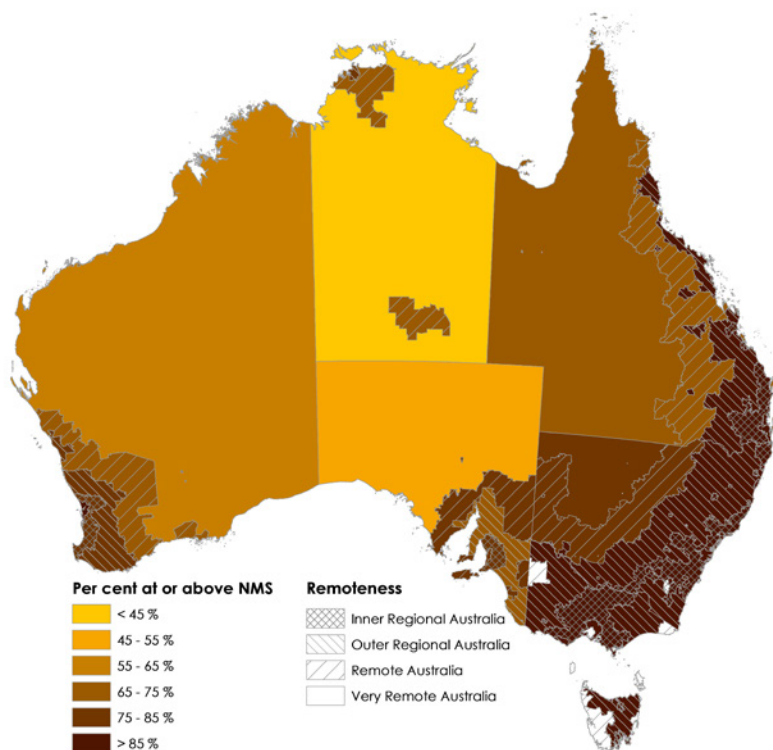 Per cent at or above NMS
< 45 %
45 - 55 %
55 - 65 %
65 - 75 %
75 - 85 %
> 85 %
Remoteness
Inner Regional Australia
Outer Regional Australia
Remote Australia
Very Remote Australia